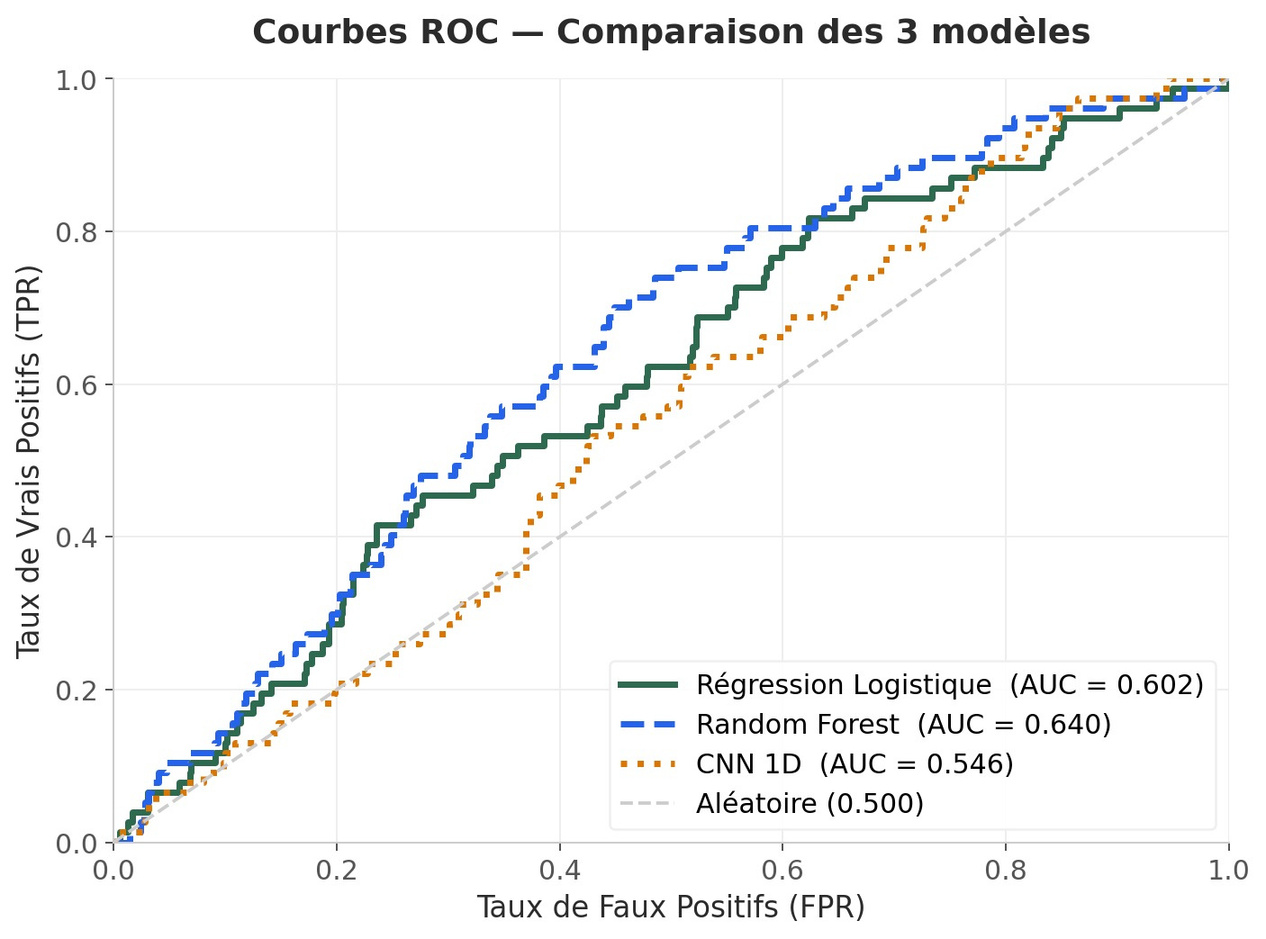 Courbes ROC — Comparaison des 3 modèles
Taux de Vrais Positifs (TPR)
1.0
0.8
0.6
0.4
0.2
0.0
Régression Logistique (AUC = 0.602)
Random Forest (AUC = 0.640)
CNN 1D (AUC = 0.546)
Aléatoire (0.500)
0.0 0.2 0.4 0.6 0.8 1.0
Taux de Faux Positifs (FPR)